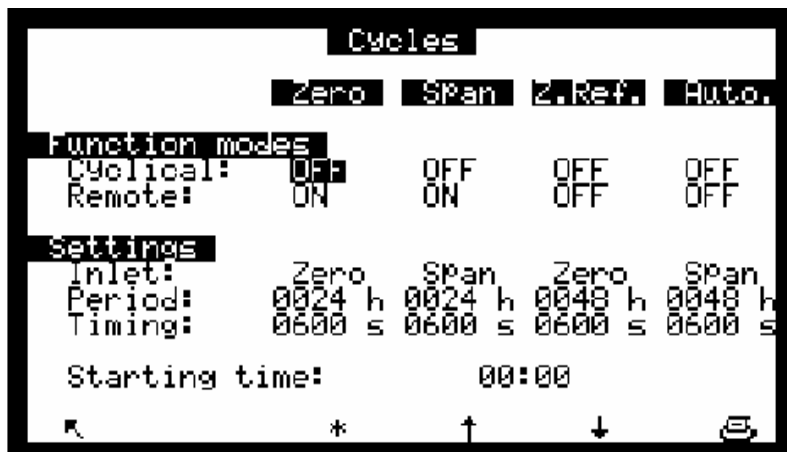 Cycles
Zero Span Z.Ref. Auto.
Function modes
Cyclical: OFF OFF OFF OFF
Remote: ON ON OFF OFF
Settings
Inlet: Zero Span Zero Span
Period: 0024 h 0024 h 0048 h 0048 h
Timing: 0600 s 0600 s 0600 s 0600 s
Starting time: 00:00